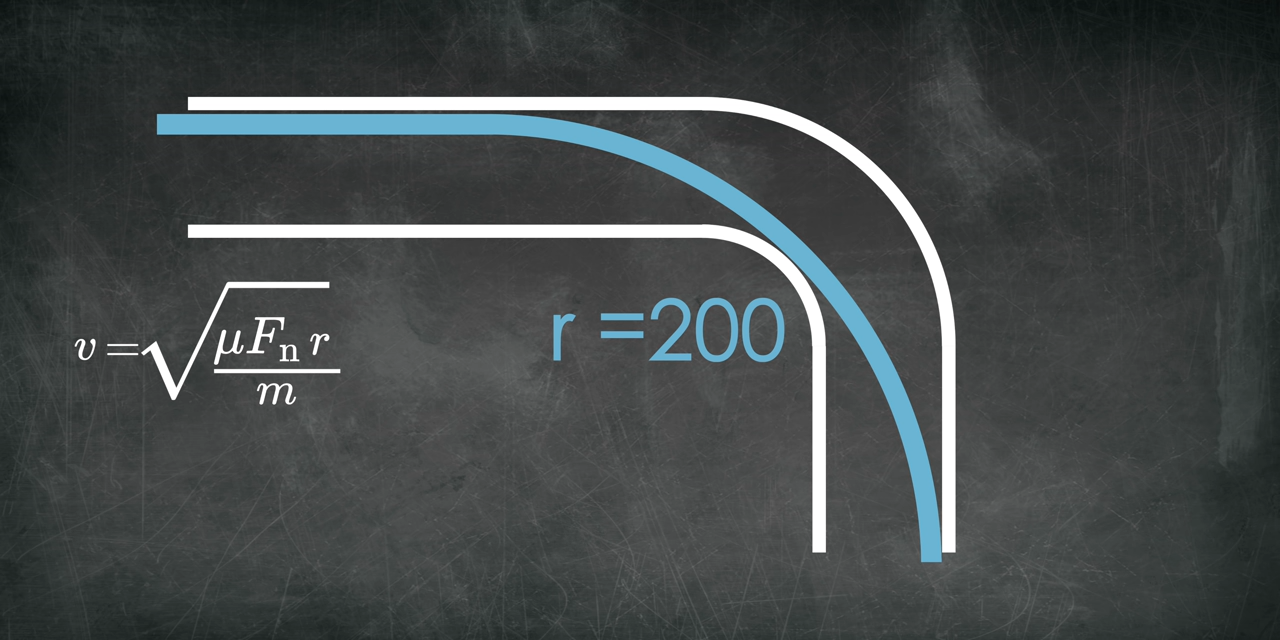 v = √(μFₙ r / m)
r =200